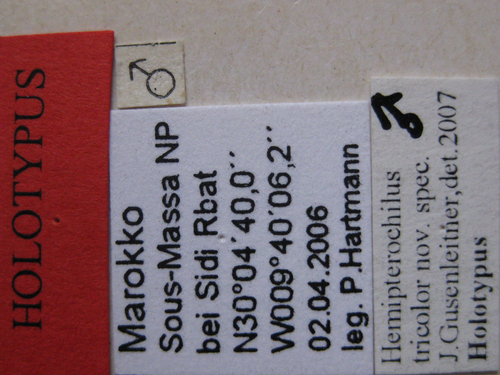 HOLOTYPUS
♂
Marokko
Sous-Massa NP
bei Sidi Rbat
N30°04´40,0´´
W009°40´06,2´´
02.04.2006
leg. P.Hartmann
♂
Hemipterochilus
tricolor nov. spec.
J.Gusenleitner,det.2007
Holotypus